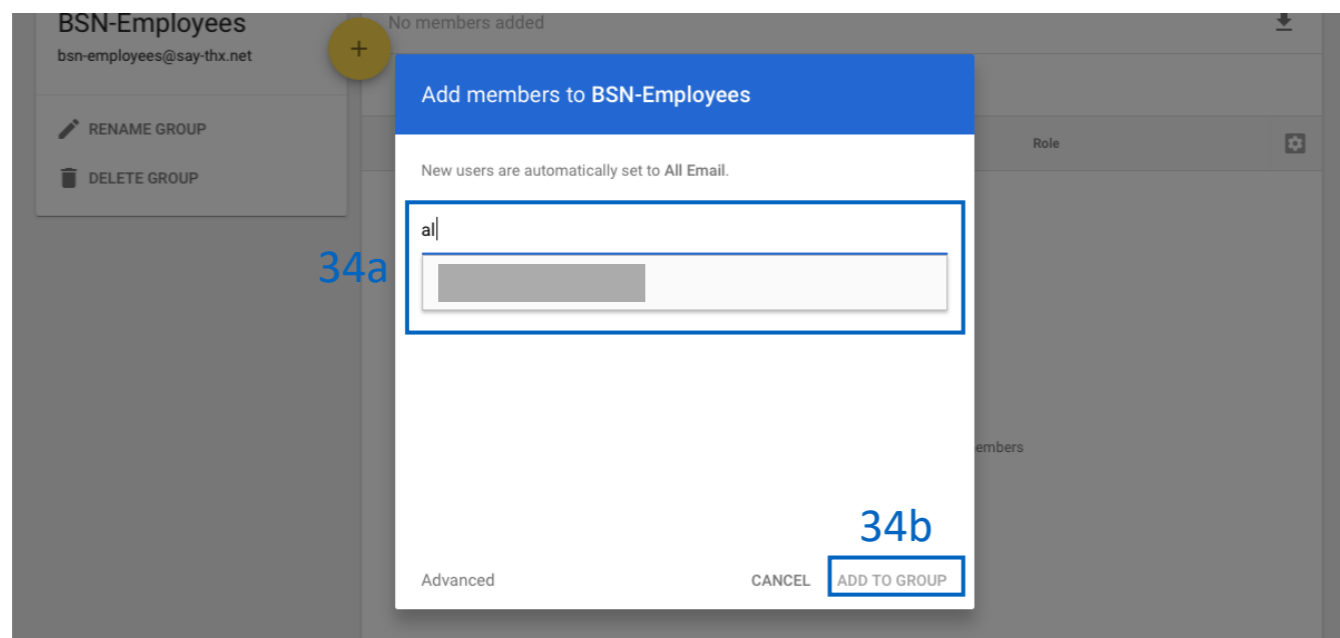 BSN-Employees
bsn-employees@say-thx.net
No members added
RENAME GROUP
DELETE GROUP
Add members to BSN-Employees
New users are automatically set to All Email.
Role
al
34a
embers
34b
Advanced
CANCEL
ADD TO GROUP